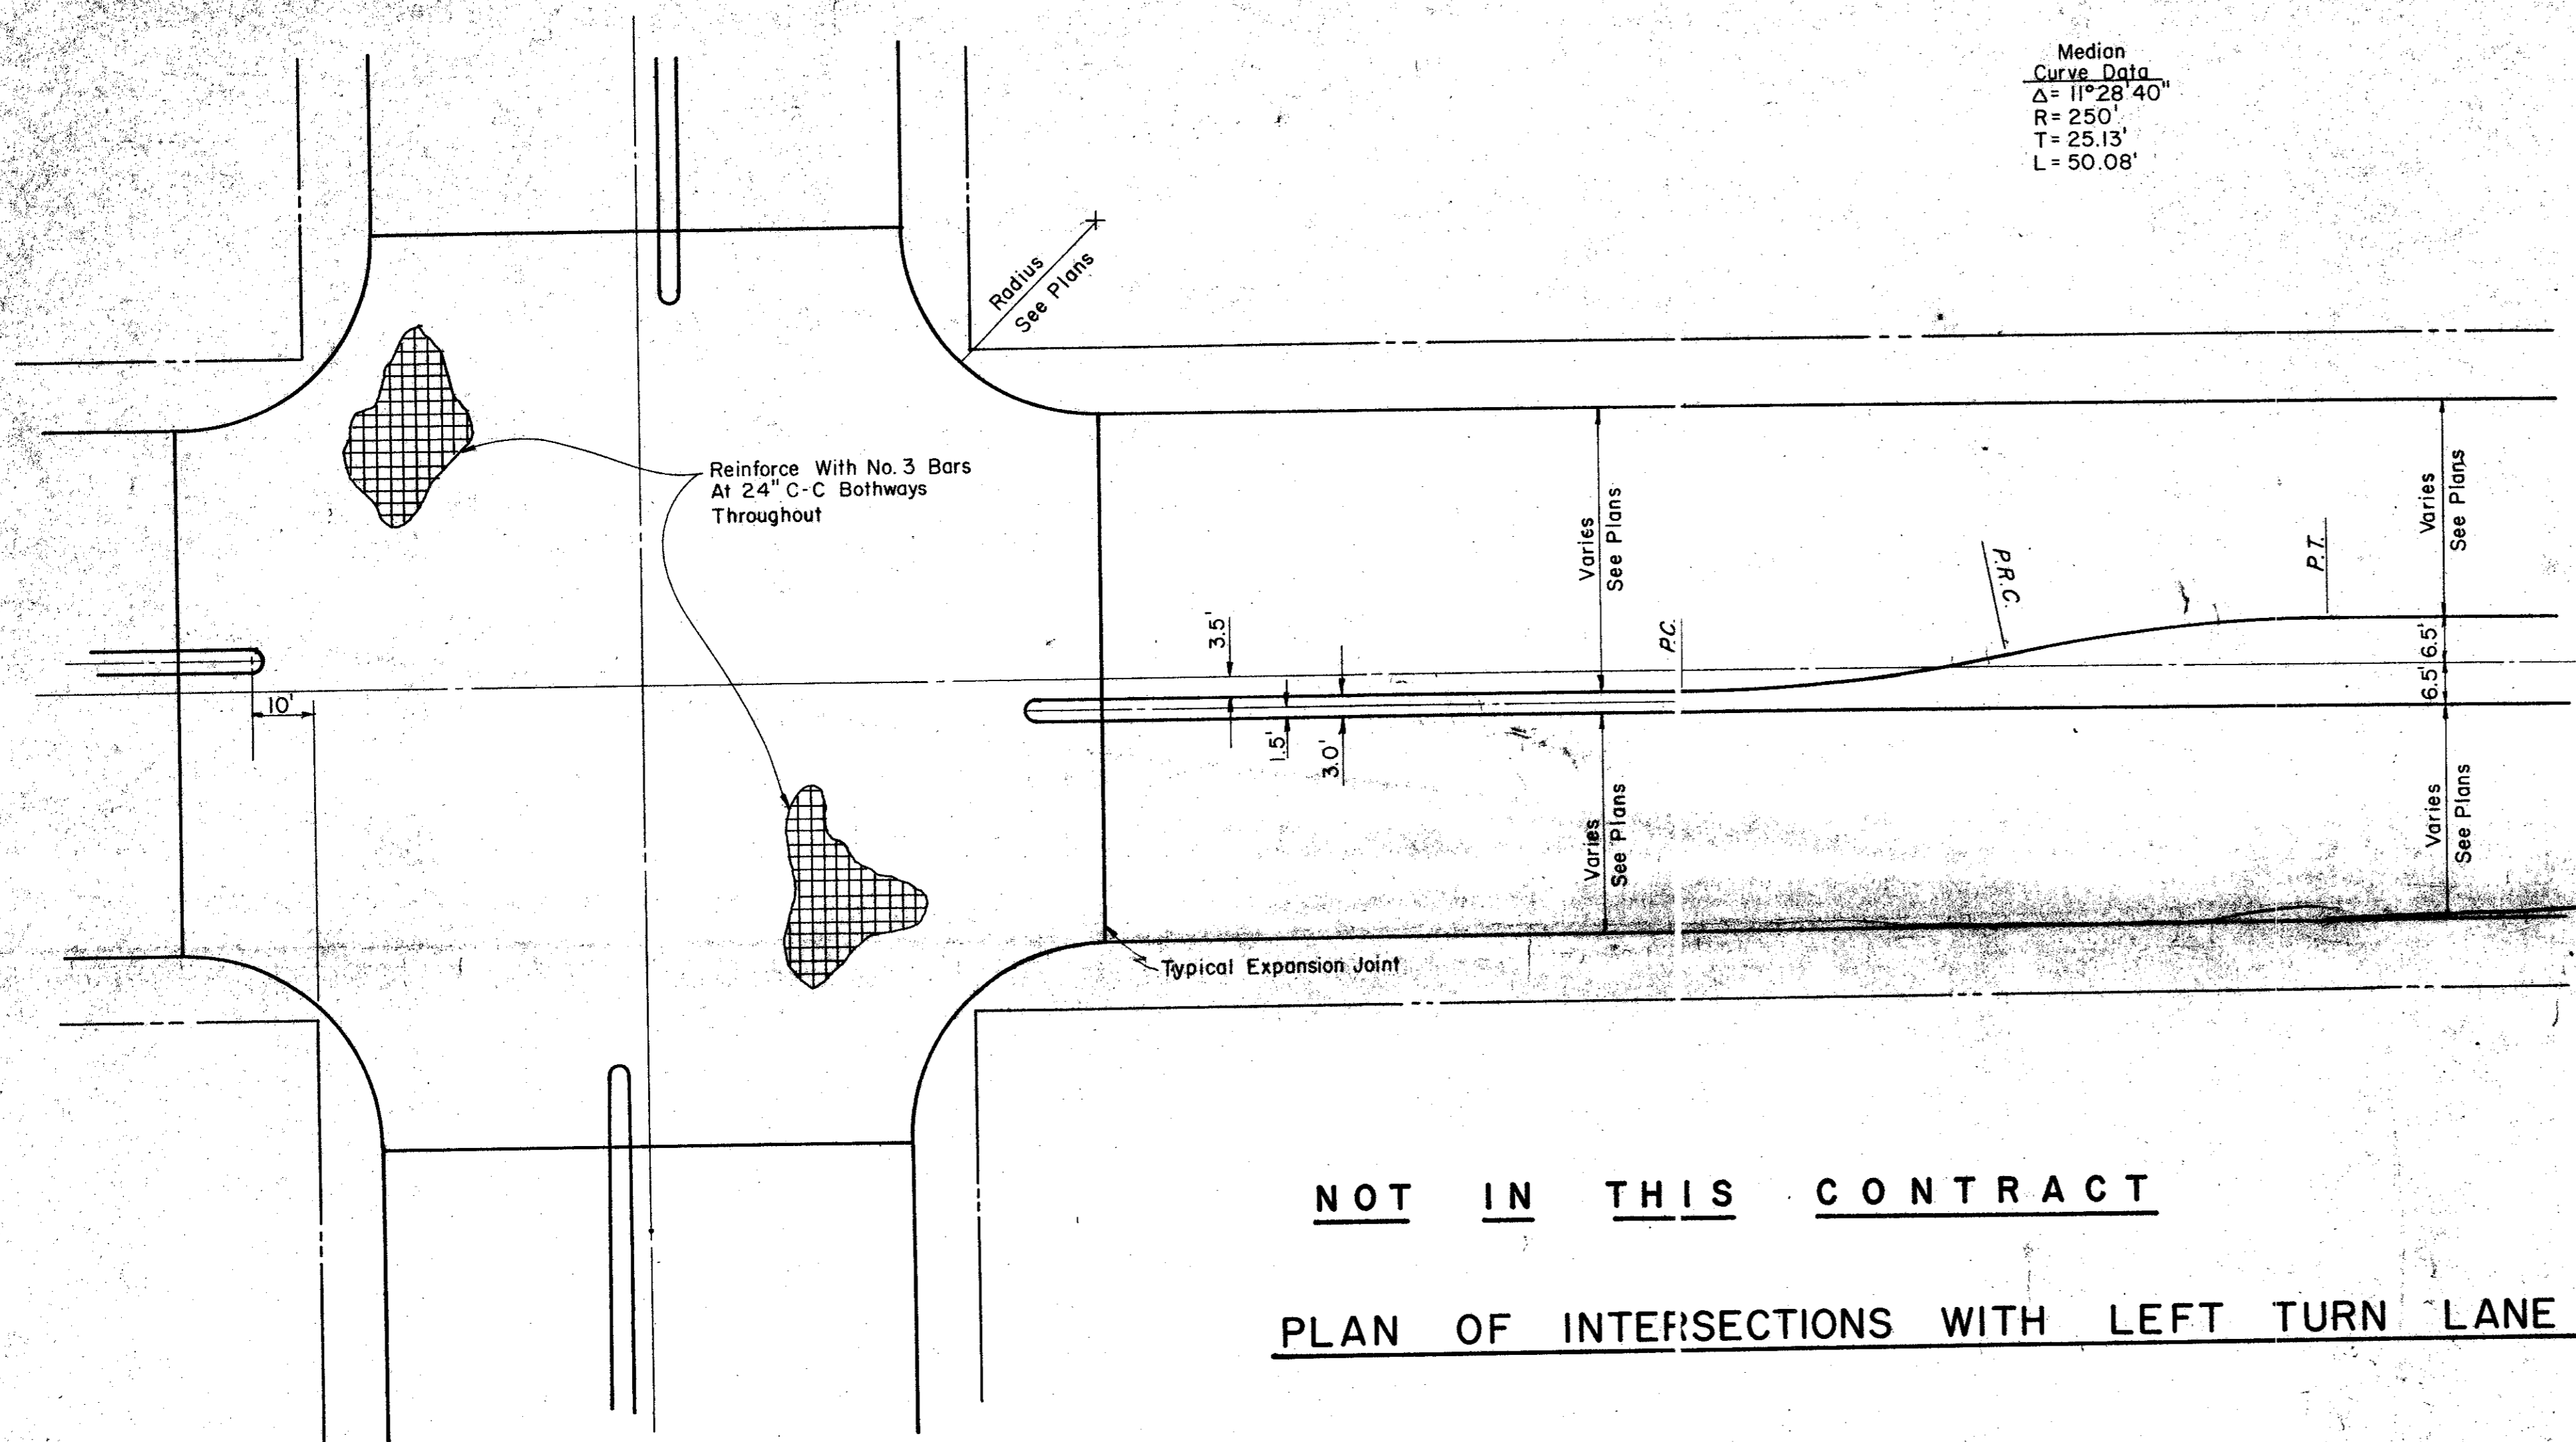 Median
Curve Data
Δ= 11°28'40"
R= 250'
T= 25.13'
L= 50.08'
Radius
See Plans
Reinforce With No. 3 Bars
At 24" C-C Bothways
Throughout
Varies
See Plans
Varies
See Plans
P.R.C.
P.T.
P.C.
3.5'
6.5'
6.5'
10'
1.5'
3.0'
Varies
See Plans
Varies
See Plans
Typical Expansion Joint
NOT IN THIS CONTRACT
PLAN OF INTERSECTIONS WITH LEFT TURN LANE